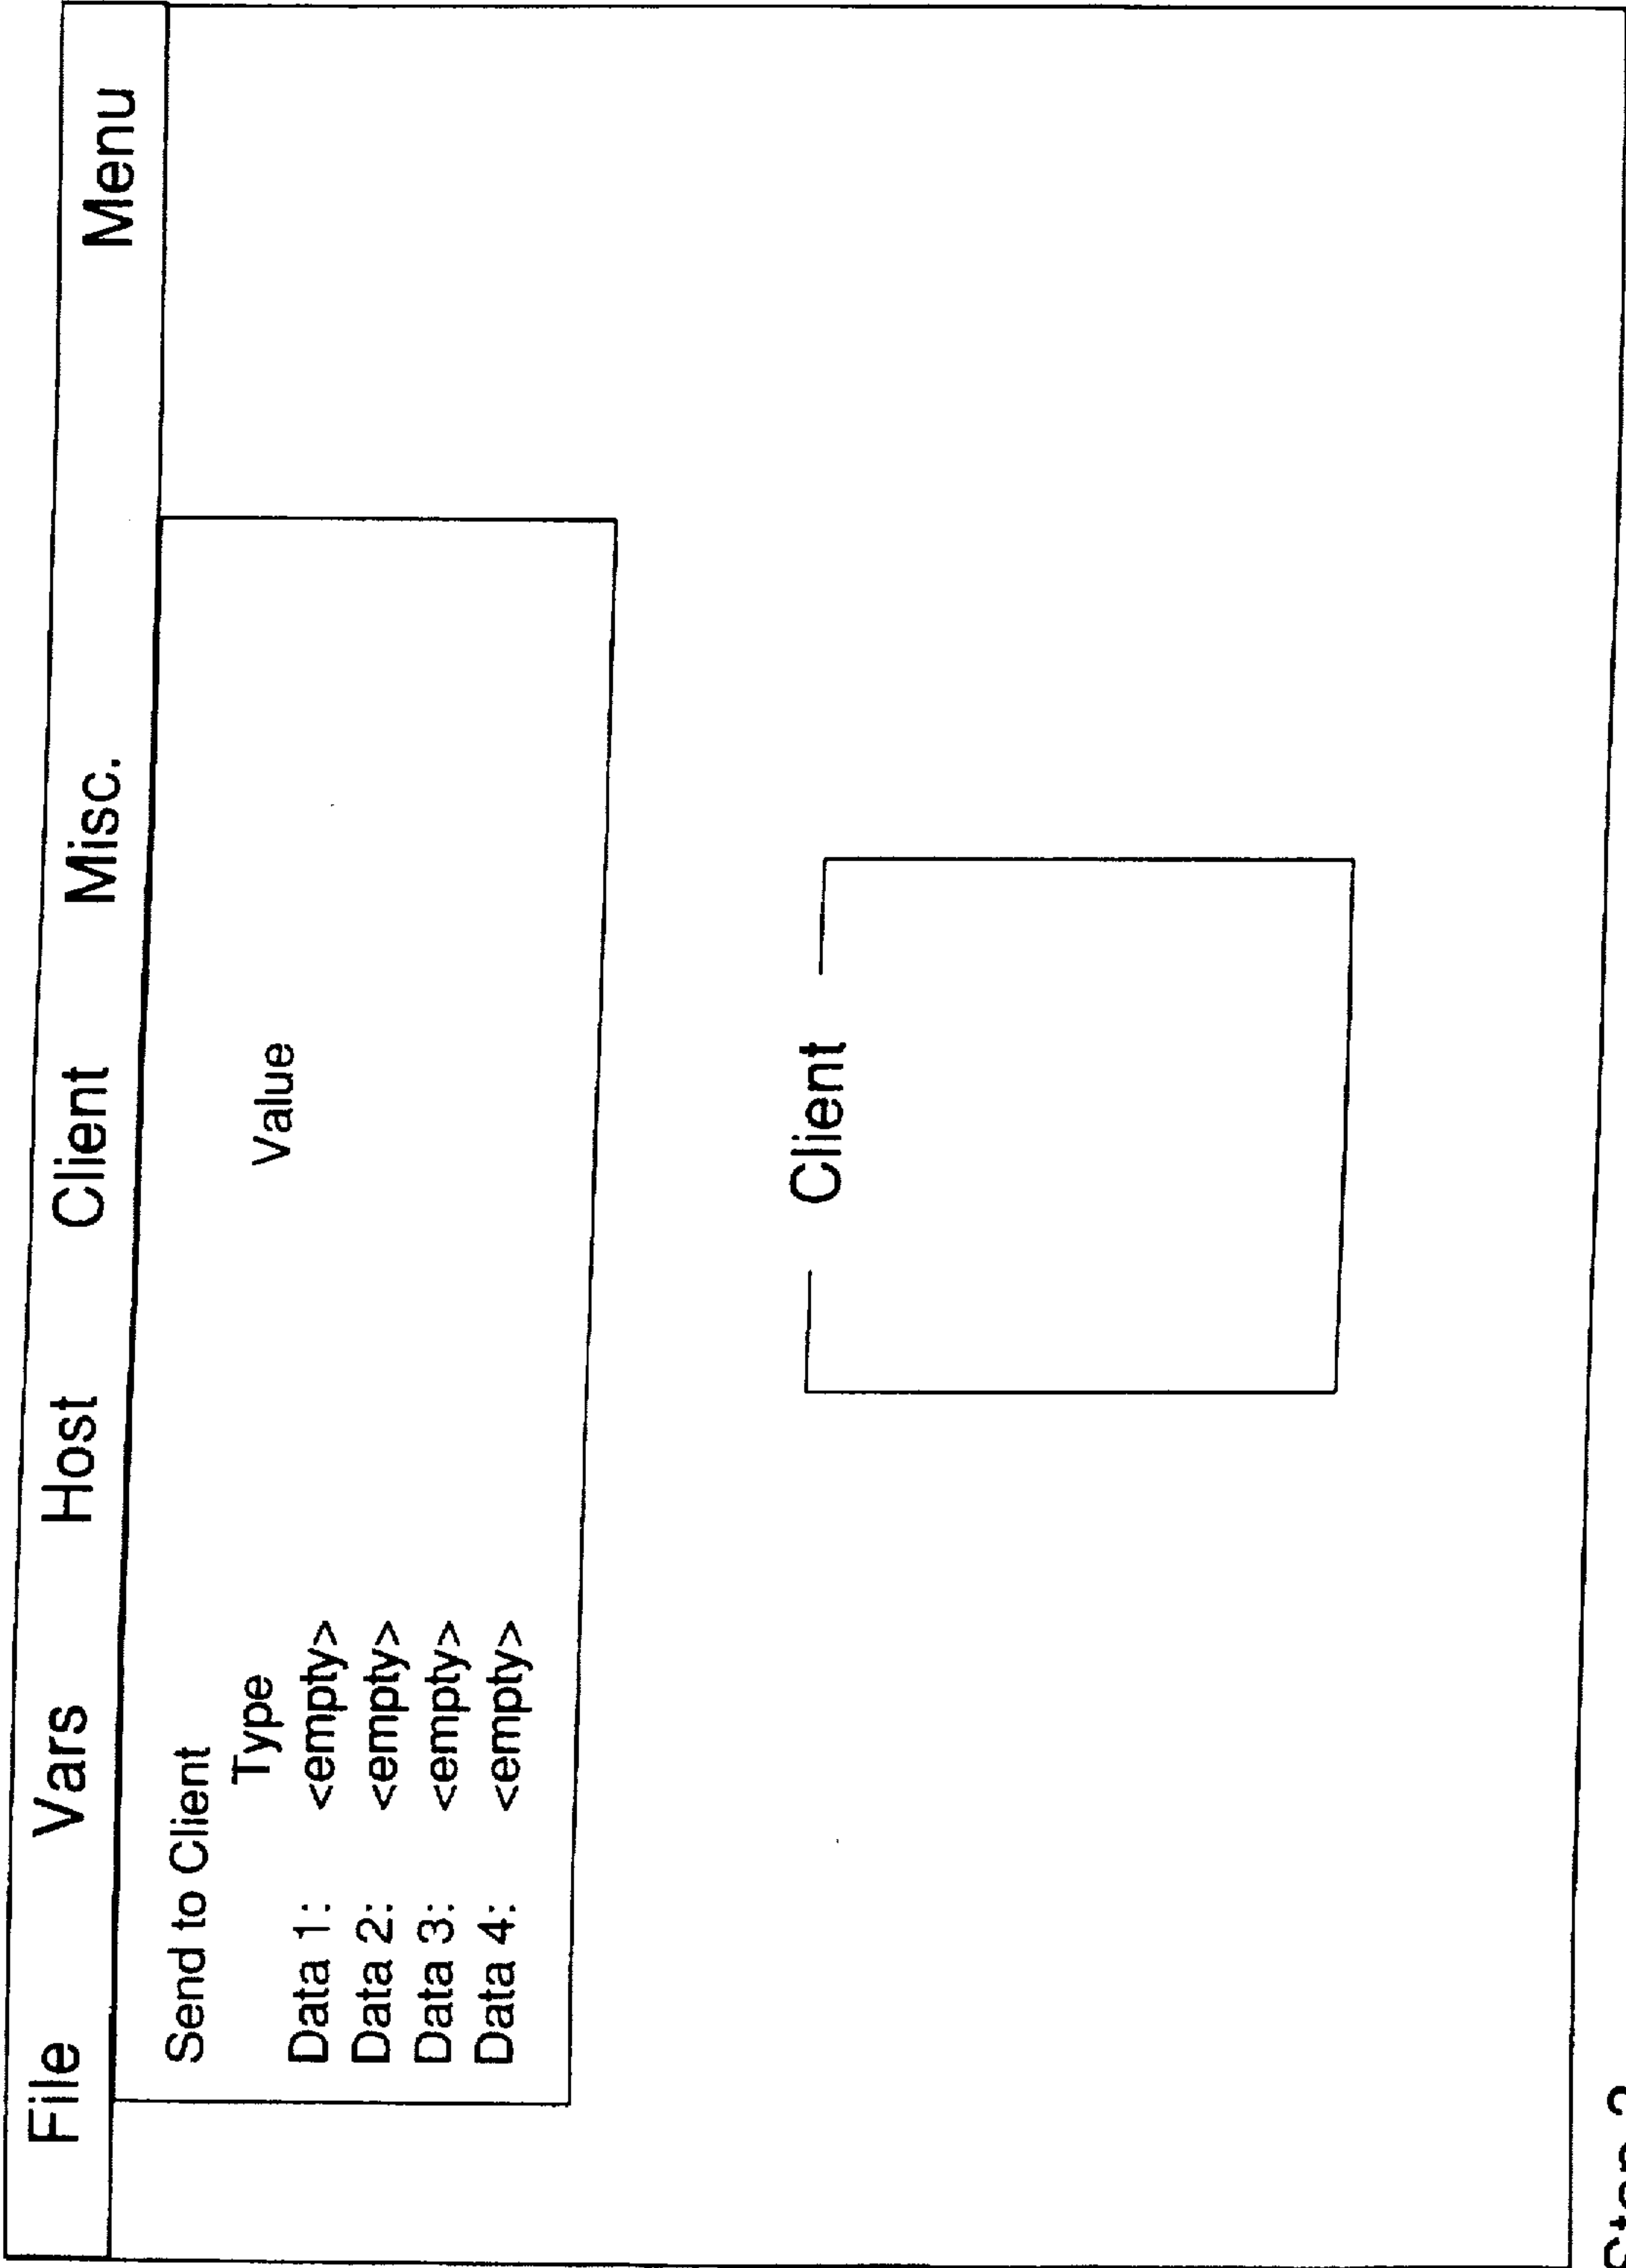 File Vars Host Client Misc. Menu
Send to Client
Type Value
Data 1: <empty>
Data 2: <empty>
Data 3: <empty>
Data 4: <empty>
Client